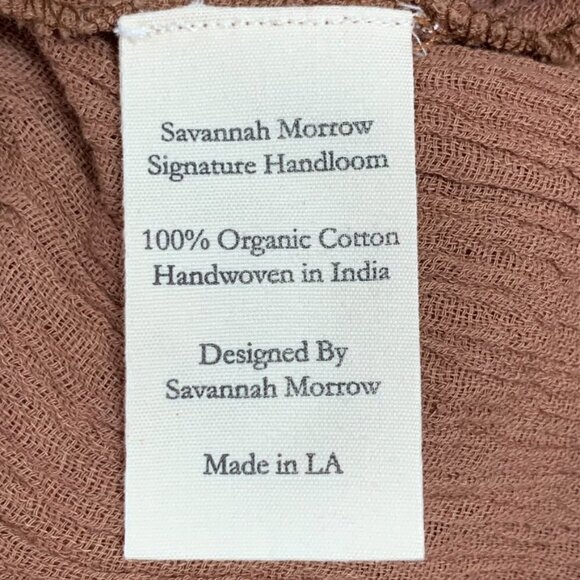 Savannah Morrow
Signature Handloom
100% Organic Cotton
Handwoven in India
Designed By
Savannah Morrow
Made in LA